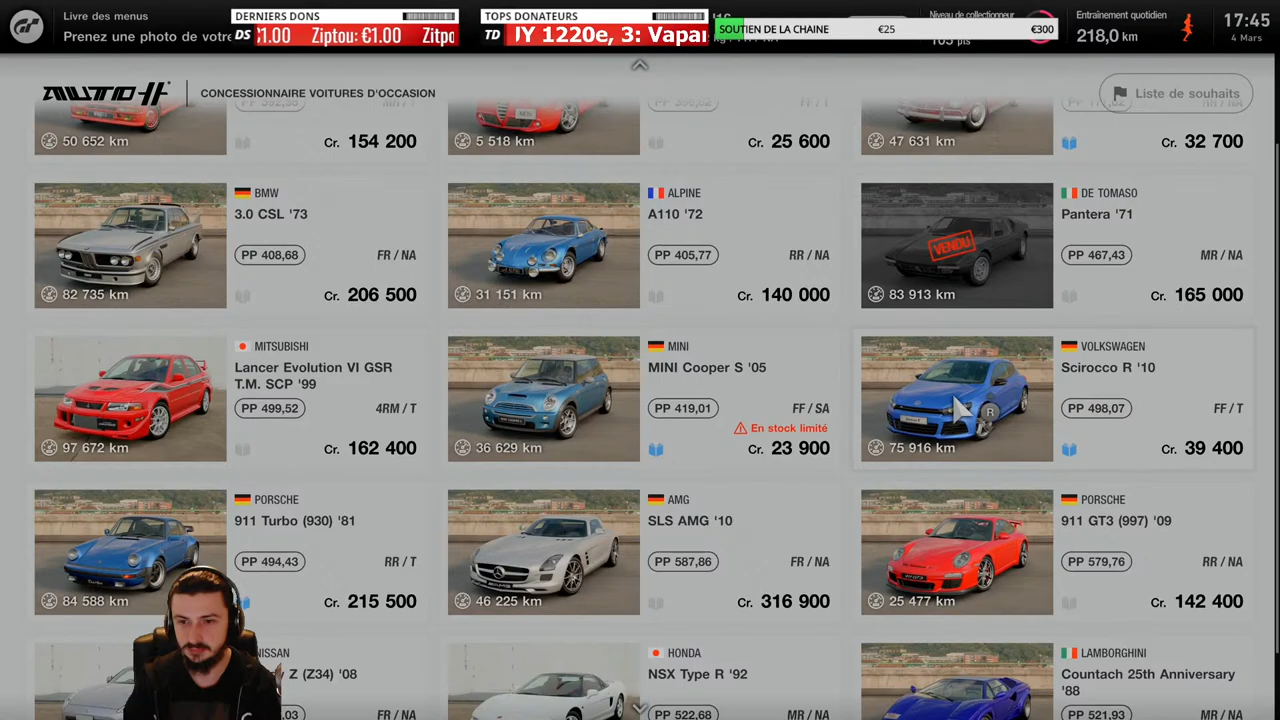 Livre des menus
Prenez une photo de votre
DERNIERS DONS
DS €1.00 Ziptou: €1.00 Zitpo
TOPS DONATEURS
TD UY 1220e, 3: Vapar
SOUTIEN DE LA CHAINE €25 €300
Niveau de collectionneur
Entraînement quotidien
218,0 km
17:45
4 Mars
AUTO
CONCESSIONNAIRE VOITURES D'OCCASION
Liste de souhaits
50 652 km
Cr. 154 200
5 518 km
Cr. 25 600
47 631 km
Cr. 32 700
BMW
3.0 CSL '73
PP 408,68 FR / NA
82 735 km
Cr. 206 500
ALPINE
A110 '72
PP 405,77 RR / NA
31 151 km
Cr. 140 000
DE TOMASO
Pantera '71
VENDU
PP 467,43 MR / NA
83 913 km
Cr. 165 000
MITSUBISHI
Lancer Evolution VI GSR
T.M. SCP '99
PP 499,52 4RM / T
97 672 km
Cr. 162 400
MINI
MINI Cooper S '05
PP 419,01 FF / SA
En stock limité
36 629 km
Cr. 23 900
VOLKSWAGEN
Scirocco R '10
R
PP 498,07 FF / T
75 916 km
Cr. 39 400
PORSCHE
911 Turbo (930) '81
PP 494,43 RR / T
84 588 km
Cr. 215 500
AMG
SLS AMG '10
PP 587,86 FR / NA
46 225 km
Cr. 316 900
PORSCHE
911 GT3 (997) '09
PP 579,76 RR / NA
25 477 km
Cr. 142 400
NISSAN
Z (Z34) '08
FR / NA
HONDA
NSX Type R '92
PP 522,68 MR / NA
LAMBORGHINI
Countach 25th Anniversary
'88
PP 521,93 MR / NA